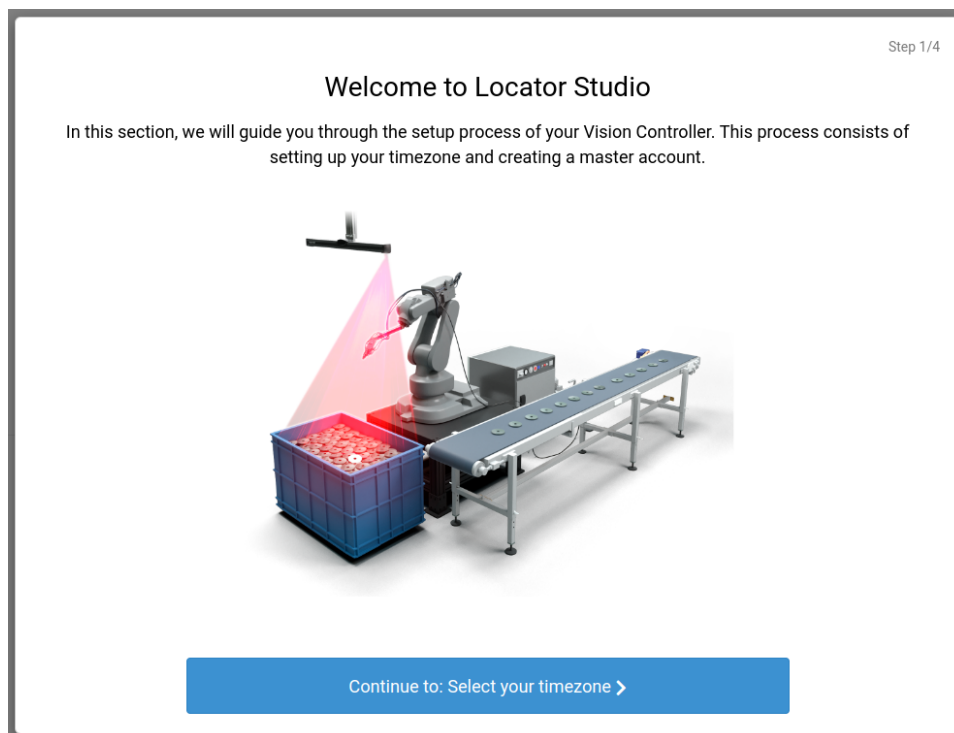 Step 1/4
Welcome to Locator Studio
In this section, we will guide you through the setup process of your Vision Controller. This process consists of
setting up your timezone and creating a master account.
Continue to: Select your timezone